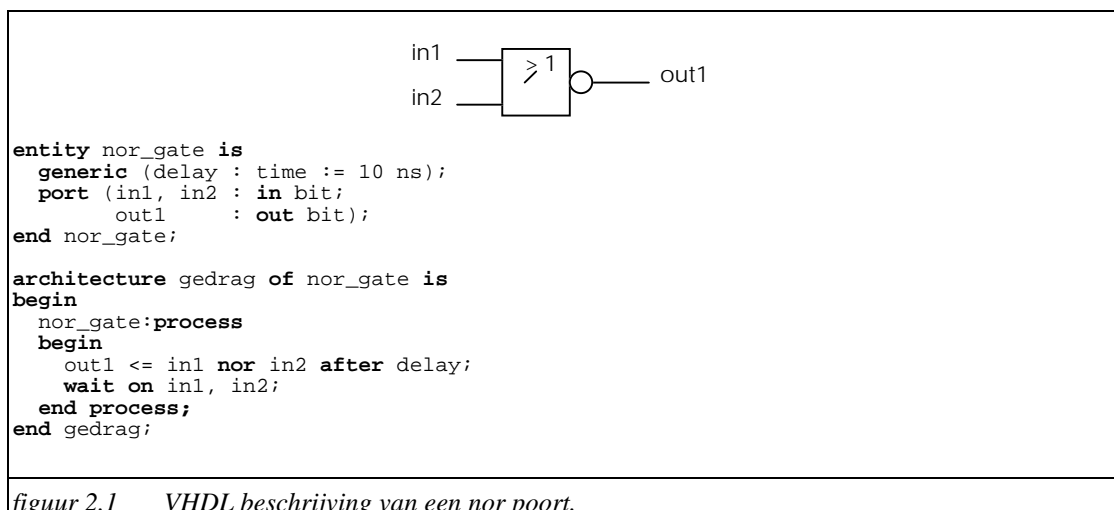 in1
≥ 1
out1
in2
entity nor_gate is
generic (delay : time := 10 ns);
port (in1, in2 : in bit;
out1 : out bit);
end nor_gate;
architecture gedrag of nor_gate is
begin
nor_gate:process
begin
out1 <= in1 nor in2 after delay;
wait on in1, in2;
end process;
end gedrag;
figuur 2.1 VHDL beschrijving van een nor poort.